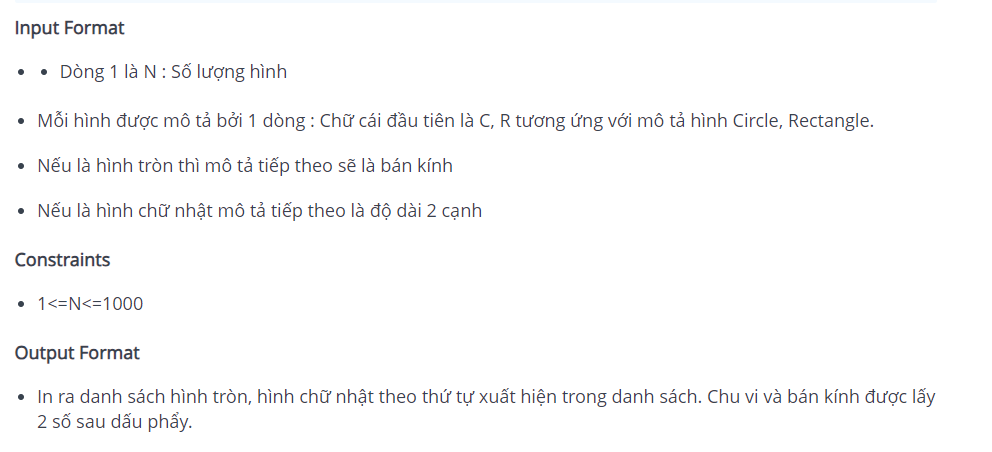 Input Format
• • Dòng 1 là N : Số lượng hình
• Mỗi hình được mô tả bởi 1 dòng : Chữ cái đầu tiên là C, R tương ứng với mô tả hình Circle, Rectangle.
• Nếu là hình tròn thì mô tả tiếp theo sẽ là bán kính
• Nếu là hình chữ nhật mô tả tiếp theo là độ dài 2 cạnh
Constraints
• 1<=N<=1000
Output Format
• In ra danh sách hình tròn, hình chữ nhật theo thứ tự xuất hiện trong danh sách. Chu vi và bán kính được lấy
2 số sau dấu phẩy.